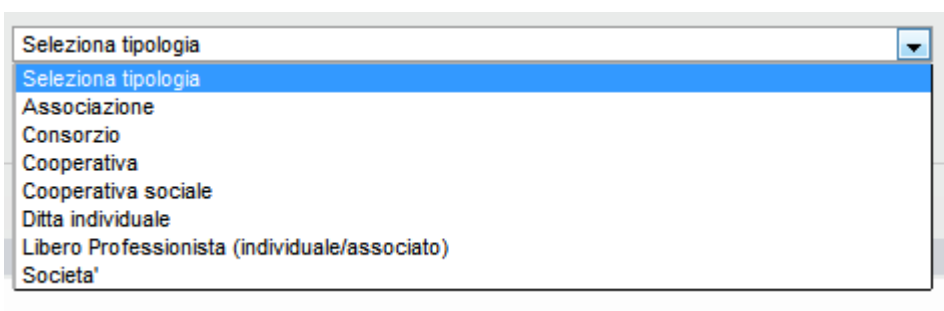 Seleziona tipologia
Seleziona tipologia
Associazione
Consorzio
Cooperativa
Cooperativa sociale
Ditta individuale
Libero Professionista (individuale/associato)
Societa'